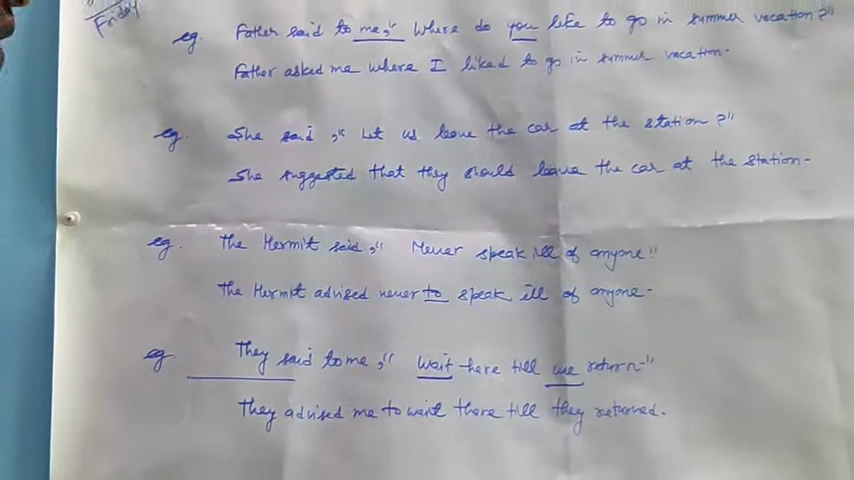 Friday
eg. Father said to me," Where do you like to go in summer vacation?"
Father asked me where I liked to go in summer vacation.
eg. She said ," Let us leave the car at the station ?"
She suggested that they should leave the car at the station.
eg. The Hermit said," Never speak ill of anyone!"
The Hermit advised never to speak ill of anyone.
eg They said to me," Wait here till we return."
They advised me to wait there till they returned.